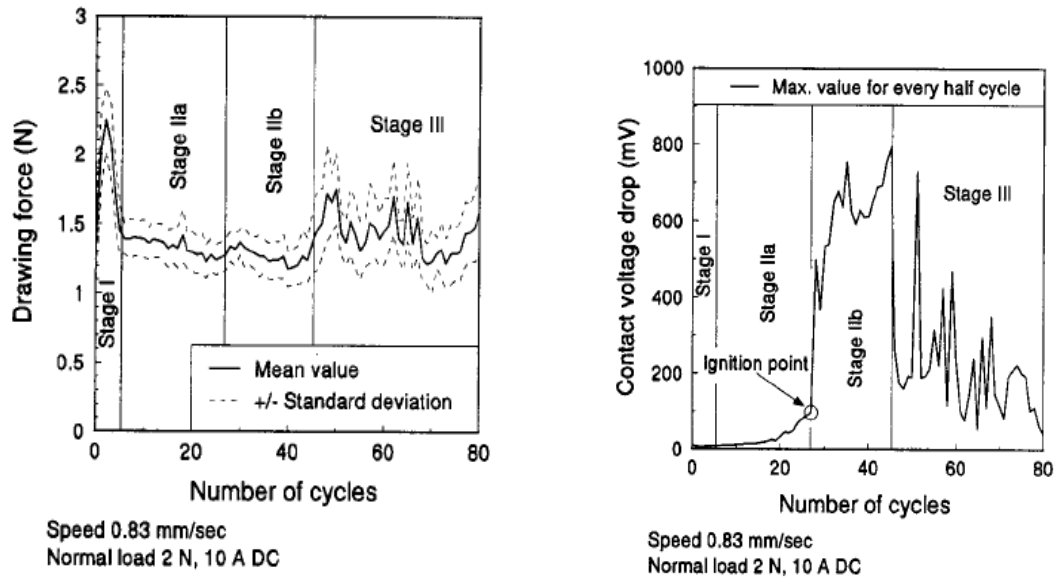 3
2.5
2
1.5
1
0.5
0
Drawing force (N)
Stage I
Stage IIa
Stage IIb
Stage III
Mean value
+/- Standard deviation
0 20 40 60 80
Number of cycles
Speed 0.83 mm/sec
Normal load 2 N, 10 A DC
1000
800
600
400
200
0
Contact voltage drop (mV)
Max. value for every half cycle
Stage I
Stage IIa
Stage IIb
Stage III
Ignition point
0 20 40 60 80
Number of cycles
Speed 0.83 mm/sec
Normal load 2 N, 10 A DC